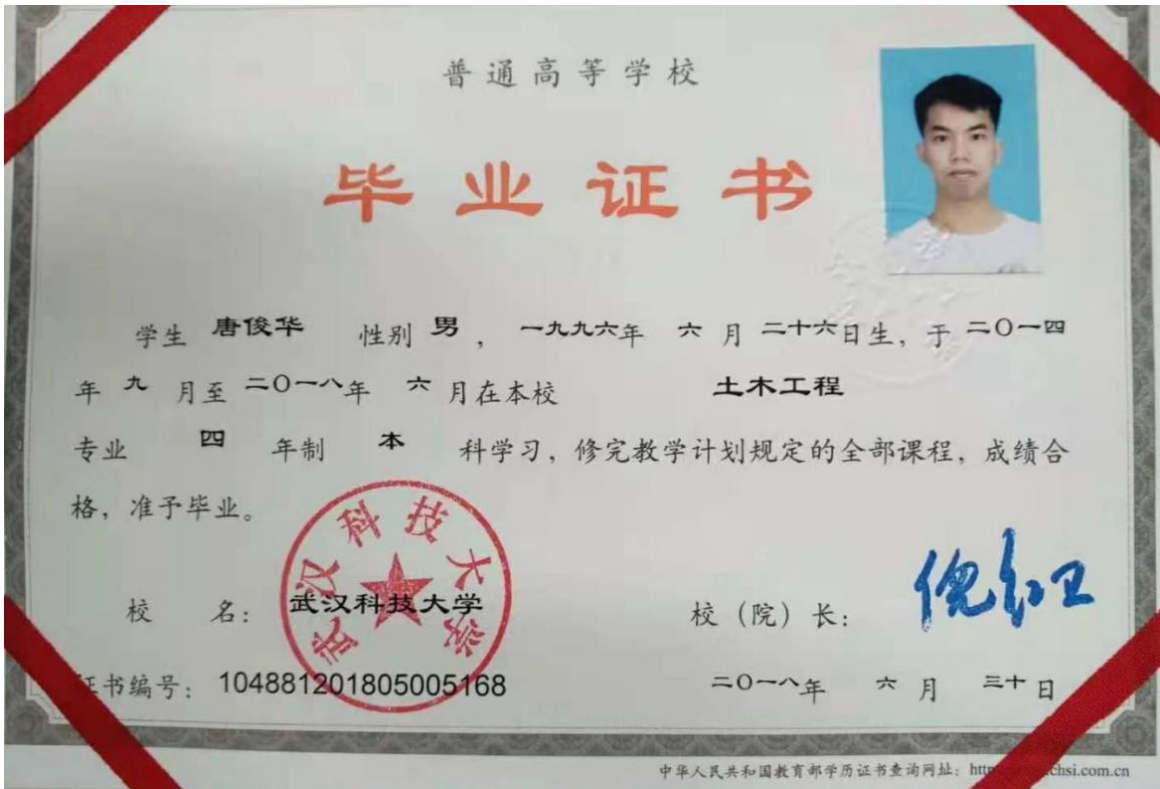 普通高等学校
毕业证书
学生 唐俊华 性别 男，一九九六年 六 月 二十六日生，于 二〇一四
年 九 月至 二〇一八年 六 月在本校 土木工程
专业 四 年制 本 科学习，修完教学计划规定的全部课程，成绩合
格，准予毕业。
武汉科技大学
校 名：武汉科技大学 校（院）长：倪红卫
证书编号：104881201805005168 二〇一八年 六 月 三十 日
中华人民共和国教育部学历证书查询网址：htt chsi.com.cn